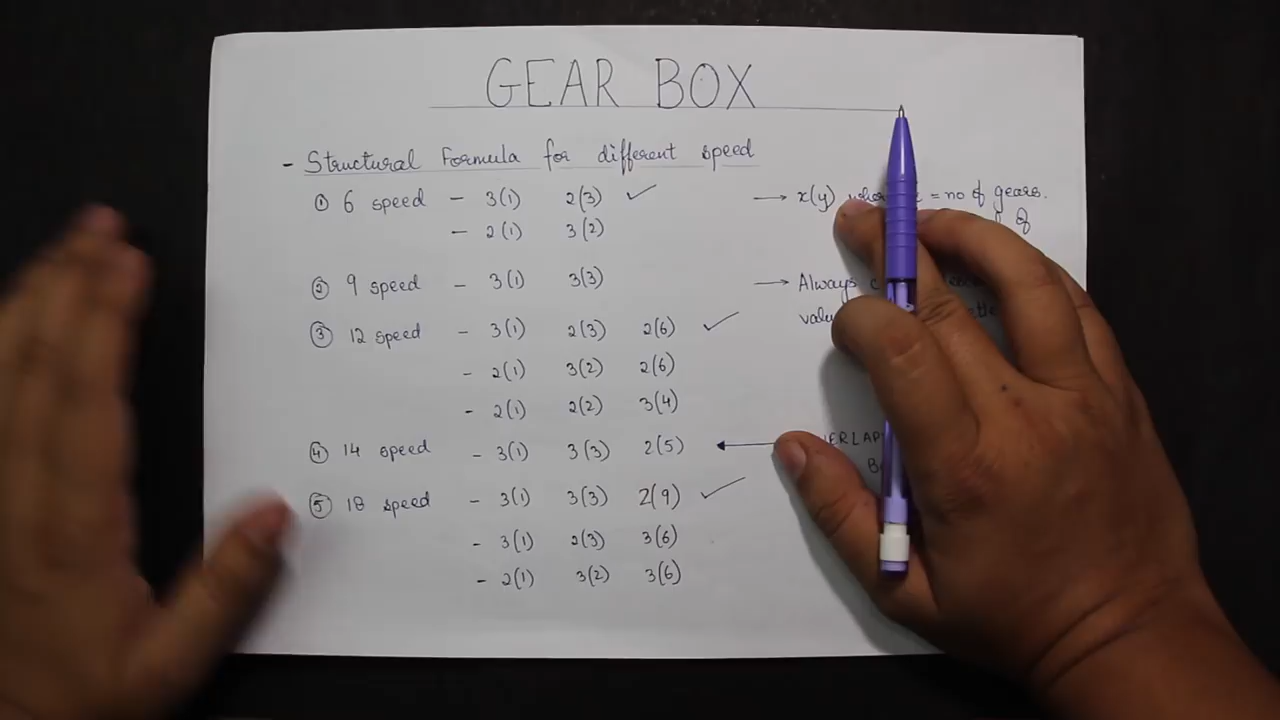 GEAR BOX
- Structural Formula for different speed
① 6 speed - 3(1) 2(3) ✓
- 2(1) 3(2)
② 9 speed - 3(1) 3(3)
③ 12 speed - 3(1) 2(3) 2(6) ✓
- 2(1) 3(2) 2(6)
- 2(1) 2(2) 3(4)
④ 14 speed - 3(1) 3(3) 2(5) ←
⑤ 18 speed - 3(1) 3(3) 2(9) ✓
- 3(1) 2(3) 3(6)
- 2(1) 3(2) 3(6)
→ x(y) = no of gears.
of
→ Always